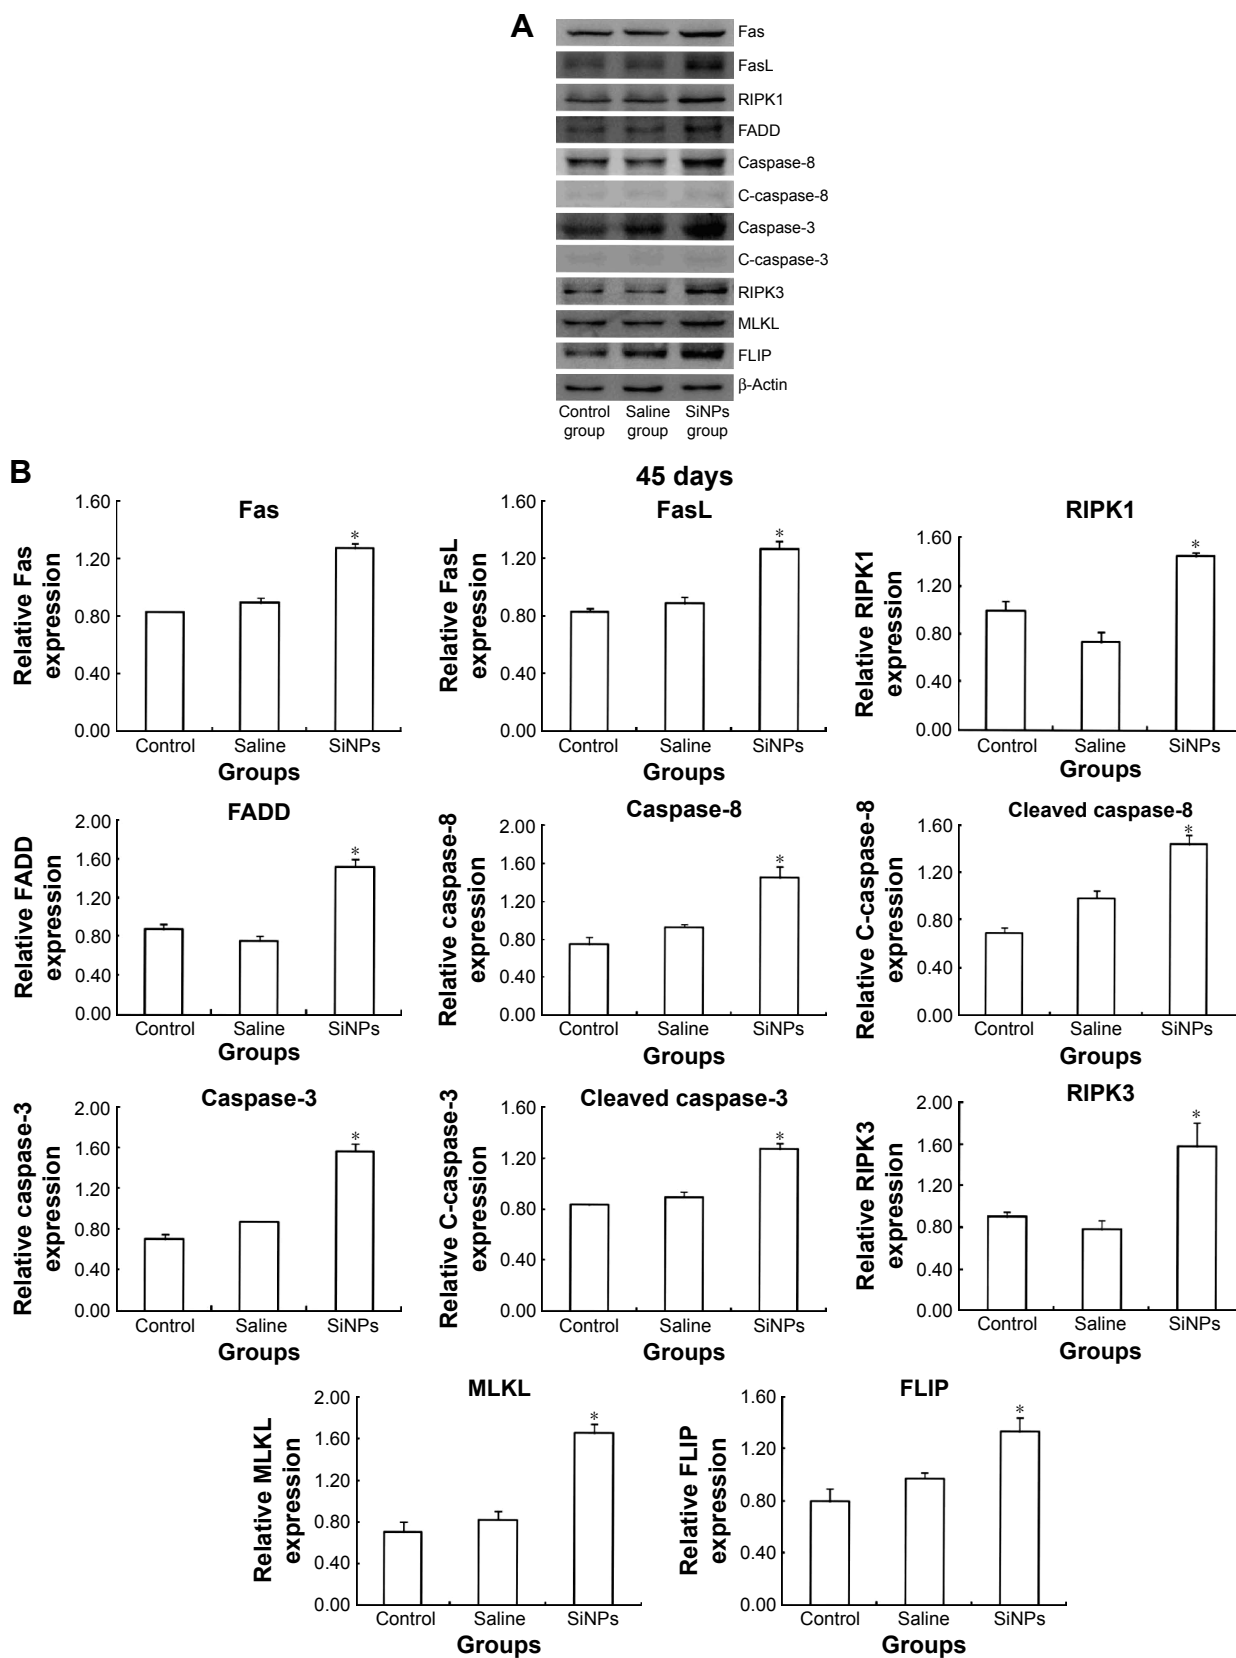 A
Fas
FasL
RIPK1
FADD
Caspase-8
C-caspase-8
Caspase-3
C-caspase-3
RIPK3
MLKL
FLIP
β-Actin
Control group
Saline group
SiNPs group
B
45 days
Fas
Relative Fas expression
1.60
1.20
0.80
0.40
0.00
*
Control Saline SiNPs
Groups
FasL
Relative FasL expression
1.60
1.20
0.80
0.40
0.00
*
Control Saline SiNPs
Groups
RIPK1
Relative RIPK1 expression
1.60
1.20
0.80
0.40
0.00
*
Control Saline SiNPs
Groups
FADD
Relative FADD expression
2.00
1.60
1.20
0.80
0.40
0.00
*
Control Saline SiNPs
Groups
Caspase-8
Relative caspase-8 expression
2.00
1.60
1.20
0.80
0.40
0.00
*
Control Saline SiNPs
Groups
Cleaved caspase-8
Relative C-caspase-8 expression
1.60
1.20
0.80
0.40
0.00
*
Control Saline SiNPs
Groups
Caspase-3
Relative caspase-3 expression
2.00
1.60
1.20
0.80
0.40
0.00
*
Control Saline SiNPs
Groups
Cleaved caspase-3
Relative C-caspase-3 expression
1.60
1.20
0.80
0.40
0.00
*
Control Saline SiNPs
Groups
RIPK3
Relative RIPK3 expression
2.00
1.60
1.20
0.80
0.40
0.00
*
Control Saline SiNPs
Groups
MLKL
Relative MLKL expression
2.00
1.60
1.20
0.80
0.40
0.00
*
Control Saline SiNPs
Groups
FLIP
Relative FLIP expression
1.60
1.20
0.80
0.40
0.00
*
Control Saline SiNPs
Groups